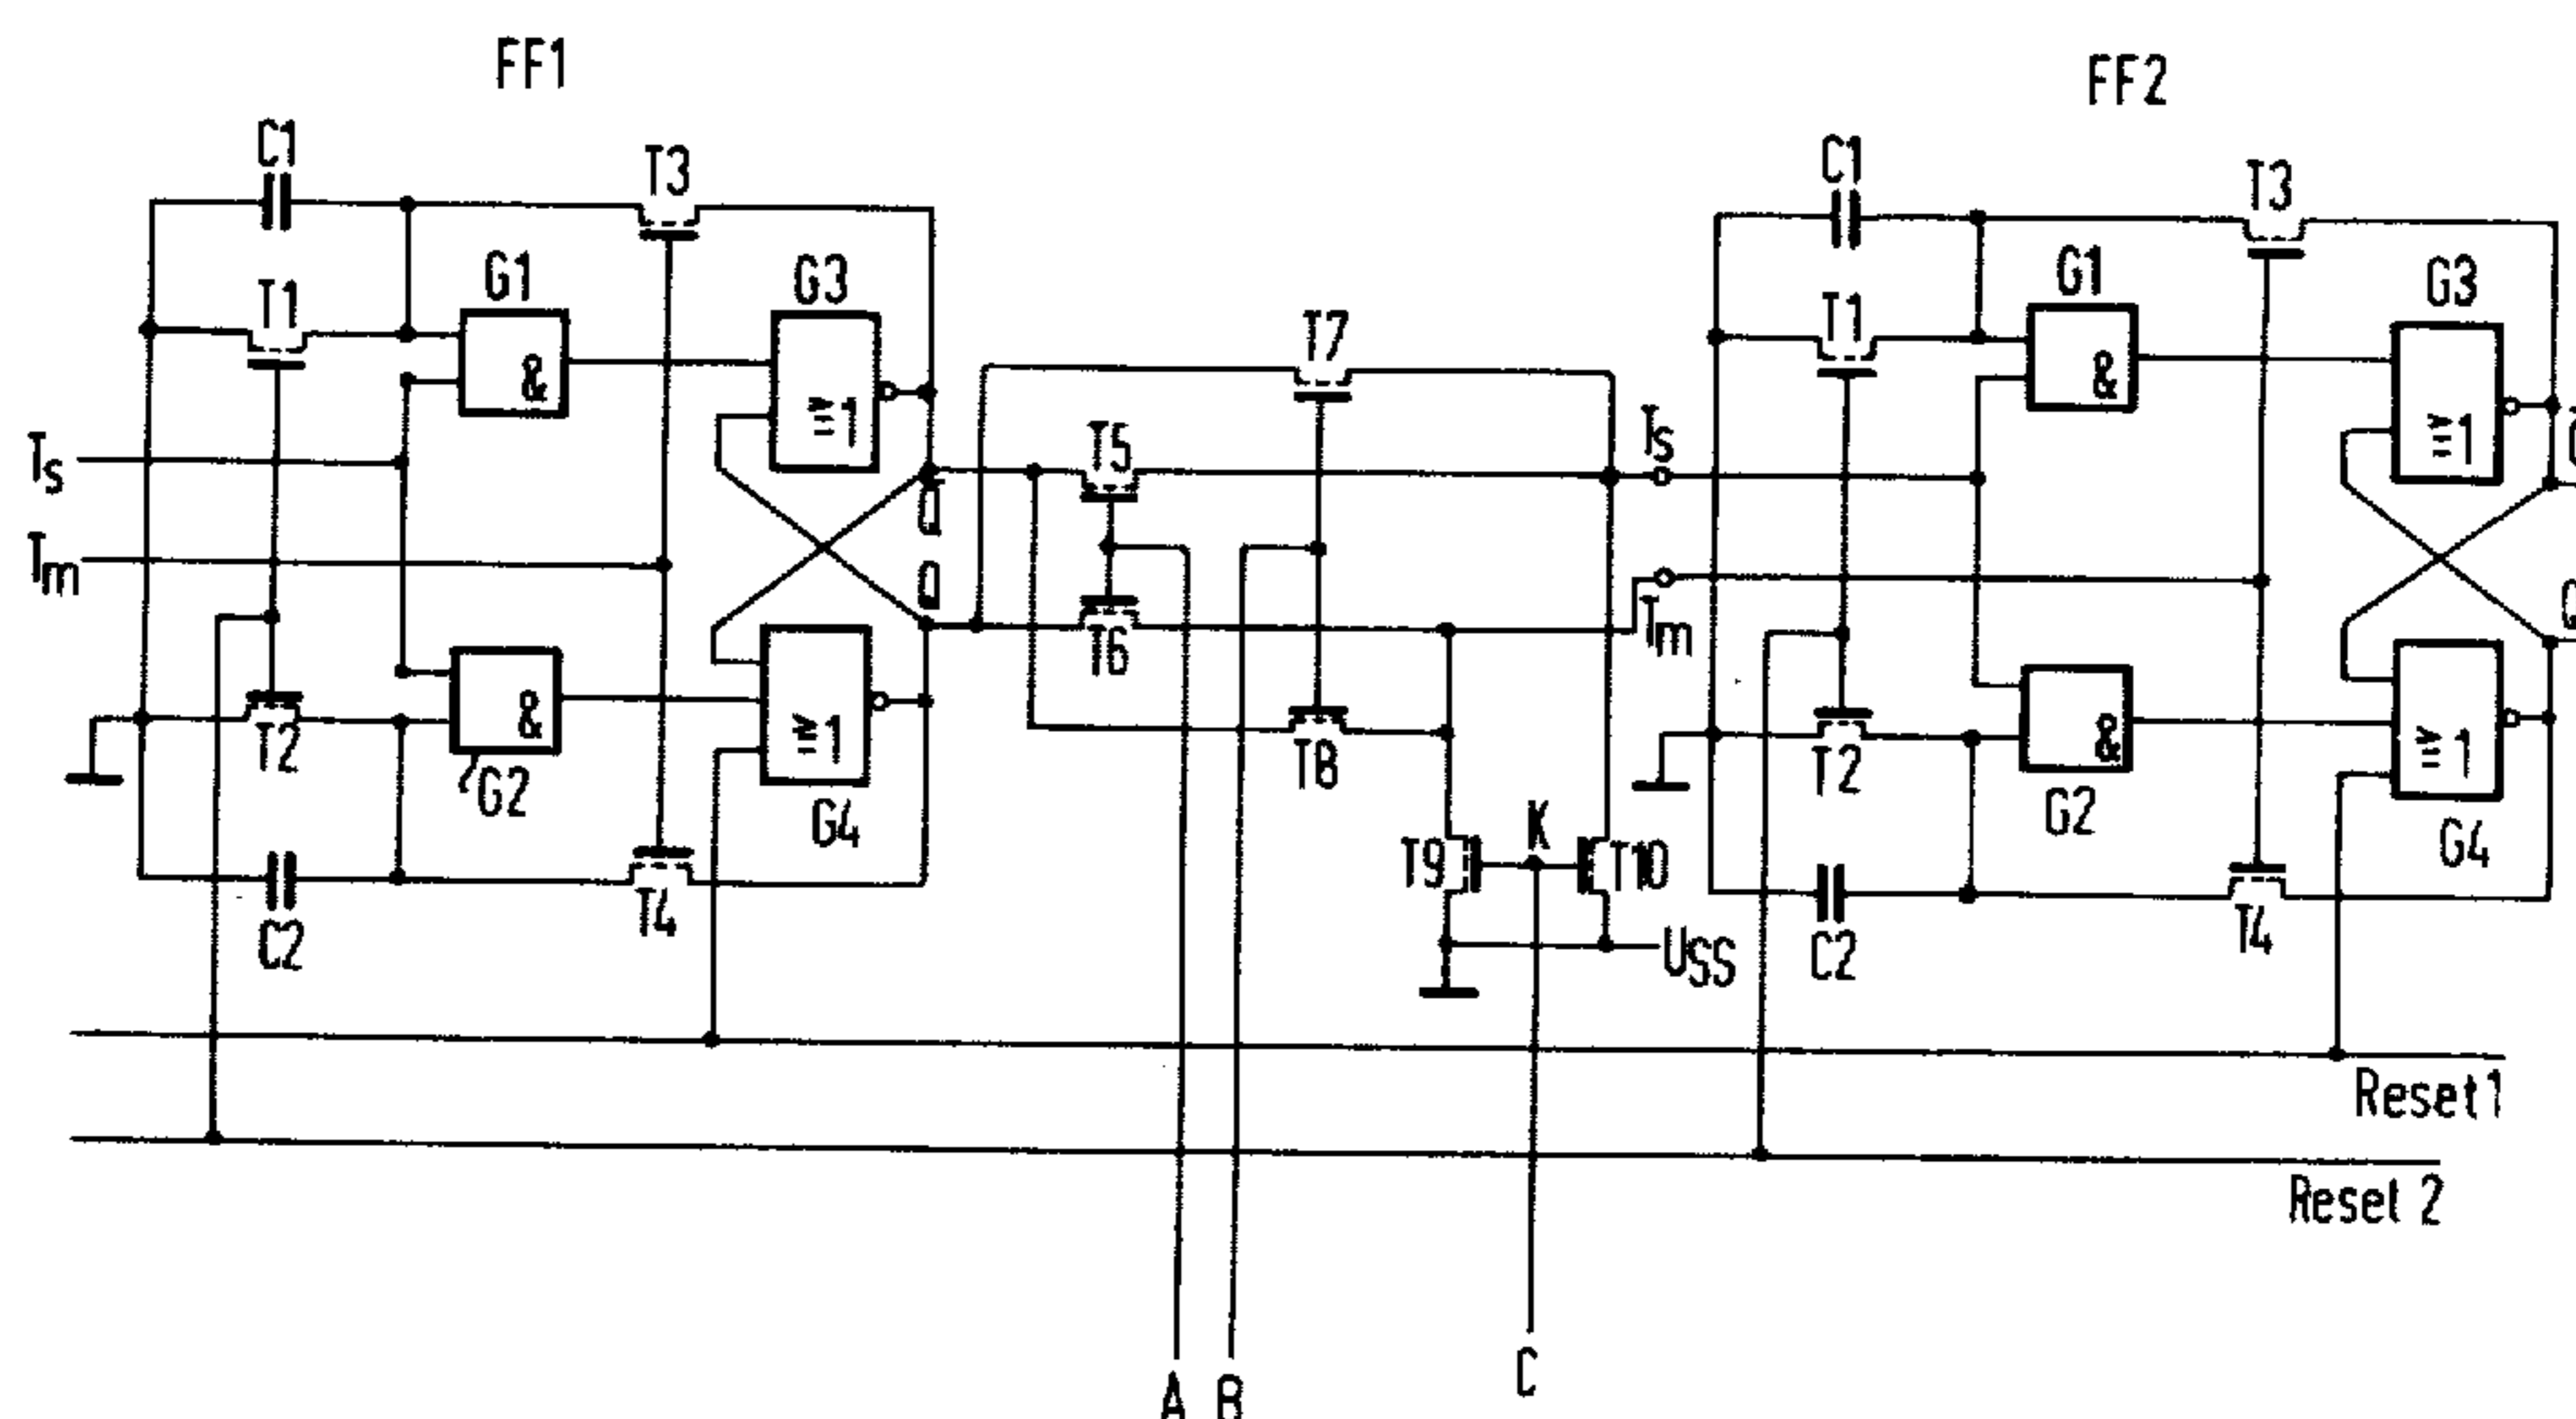 FF1
FF2
C1
T3
C1
T3
T1
G1
G3
T7
T1
G1
G3
&
≥1
&
≥1
Ts
T5
Ts
Q
Tm
Q
T6
Tm
T2
&
G2
≥1
G4
T8
T2
&
G2
≥1
G4
T9
K
T10
C2
T4
USS
C2
T4
Reset 1
Reset 2
A
B
C